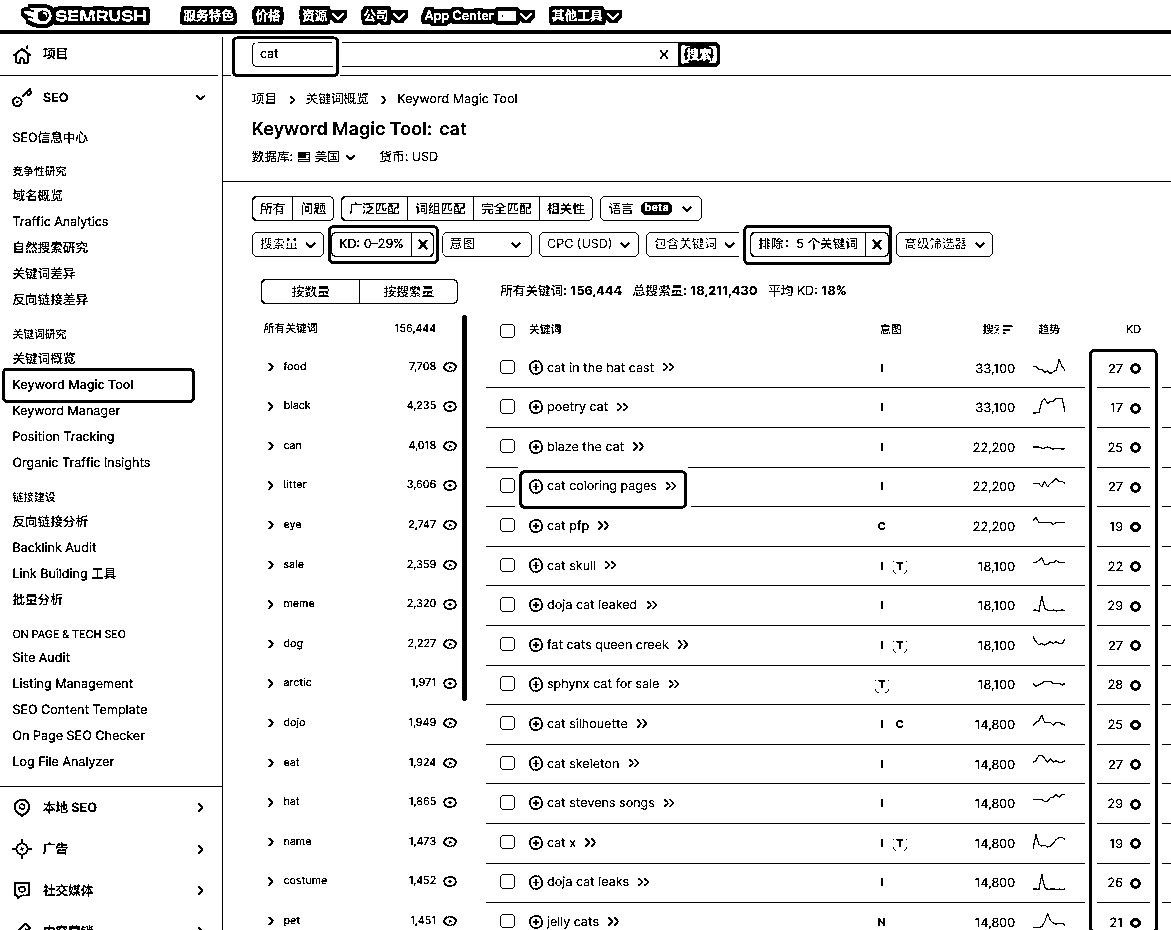 SEMRUSH 服务特色 价格 资源 公司 App Center 其他工具
项目
cat × 搜索
SEO
项目 > 关键词概览 > Keyword Magic Tool
Keyword Magic Tool: cat
数据库: 美国 货币: USD
SEO信息中心
竞争性研究
域名概览
Traffic Analytics
自然搜索研究
关键词差异
反向链接差异
关键词研究
关键词概览
Keyword Magic Tool
Keyword Manager
Position Tracking
Organic Traffic Insights
链接建设
反向链接分析
Backlink Audit
Link Building 工具
批量分析
ON PAGE & TECH SEO
Site Audit
Listing Management
SEO Content Template
On Page SEO Checker
Log File Analyzer
本地 SEO
广告
社交媒体
所有 问题 广泛匹配 词组匹配 完全匹配 相关性 语言 beta
搜索量 KD: 0–29% × 意图 CPC (USD) 包含关键词 排除: 5 个关键词 × 高级筛选器
按数量 按搜索量
所有关键词: 156,444 总搜索量: 18,211,430 平均 KD: 18%
所有关键词 156,444
food 7,708
black 4,235
can 4,018
litter 3,606
eye 2,747
sale 2,359
meme 2,320
dog 2,227
arctic 1,971
dojo 1,949
eat 1,924
hat 1,865
name 1,473
costume 1,452
pet 1,451
关键词 意图 趋势 KD
cat in the hat cast I 33,100 27
poetry cat I 33,100 17
blaze the cat I 22,200 25
cat coloring pages I 22,200 27
cat pfp C 22,200 19
cat skull I T 18,100 22
doja cat leaked I 18,100 29
fat cats queen creek I T 18,100 27
sphynx cat for sale T 18,100 28
cat silhouette I C 14,800 25
cat skeleton I 14,800 27
cat stevens songs I 14,800 29
cat x I T 14,800 19
doja cat leaks I 14,800 26
jelly cats N 14,800 21